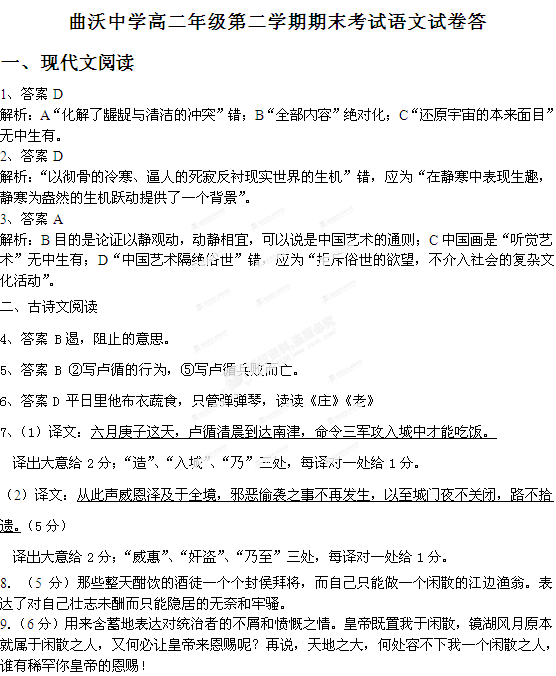 曲沃中学高二年级第二学期期末考试语文试卷答
一、现代文阅读
1、答案 D
解析：A“化解了龌龊与清洁的冲突”错；B“全部内容”绝对化；C“还原宇宙的本来面目”
无中生有。
2、答案 D
解析：“以彻骨的冷寒、逼人的死寂反衬现实世界的生机”错，应为“在静寒中表现生趣，
静寒为盎然的生机跃动提供了一个背景”。
3、答案 A
解析：B 目的是论证以静观动，动静相宜，可以说是中国艺术的通则；C 中国画是“听觉艺
术”无中生有；D“中国艺术隔绝俗世”错，应为“拒斥俗世的欲望，不介入社会的复杂文
化活动”。
二、古诗文阅读
4、答案 B遏，阻止的意思。
5、答案 B ②写卢循的行为，⑤写卢循兵败而亡。
6、答案 D 平日里他布衣蔬食，只管弹弹琴，读读《庄》《老》
7、（1）译文：六月庚子这天，卢循清晨到达南津，命令三军攻入城中才能吃饭。
译出大意给 2 分；“造”、“入城”、“乃”三处，每译对一处给 1 分。
（2）译文：从此声威恩泽及于全境，邪恶偷袭之事不再发生，以至城门夜不关闭，路不拾
遗。（5 分）
译出大意给 2 分；“威惠”、“奸盗”、“乃至”三处，每译对一处给 1 分。
8.（5 分）那些整天酣饮的酒徒一个个封侯拜将，而自己只能做一个闲散的江边渔翁。表
达了对自己壮志未酬而只能隐居的无奈和牢骚。
9.（6 分）用来含蓄地表达对统治者的不屑和愤慨之情。皇帝既置我于闲散，镜湖风月原本
就属于闲散之人，又何必让皇帝来恩赐呢？再说，天地之大，何处容不下我一个闲散之人，
谁有稀罕你皇帝的恩赐！